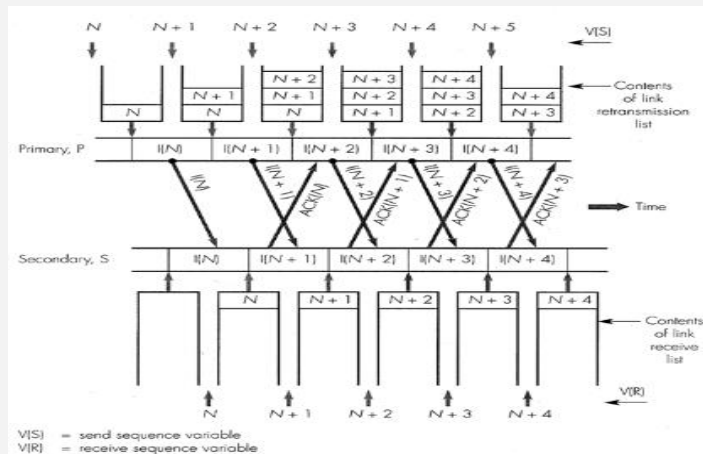 N N + 1 N + 2 N + 3 N + 4 N + 5 V(S)
N + 2 N + 3 N + 4
N + 1 N + 1 N + 2 N + 3 N + 4
N N N N + 1 N + 2 N + 3
Contents
of link
retransmission
list
Primary, P I(N) I(N + 1) I(N + 2) I(N + 3) I(N + 4)
I(N) I(N + 1) ACK(N) I(N + 2) ACK(N + 1) I(N + 3) ACK(N + 2) I(N + 4) ACK(N + 3)
Time
Secondary, S I(N) I(N + 1) I(N + 2) I(N + 3) I(N + 4)
N N + 1 N + 2 N + 3 N + 4
Contents
of link
receive
list
N N + 1 N + 2 N + 3 N + 4 V(R)
V(S) = send sequence variable
V(R) = receive sequence variable